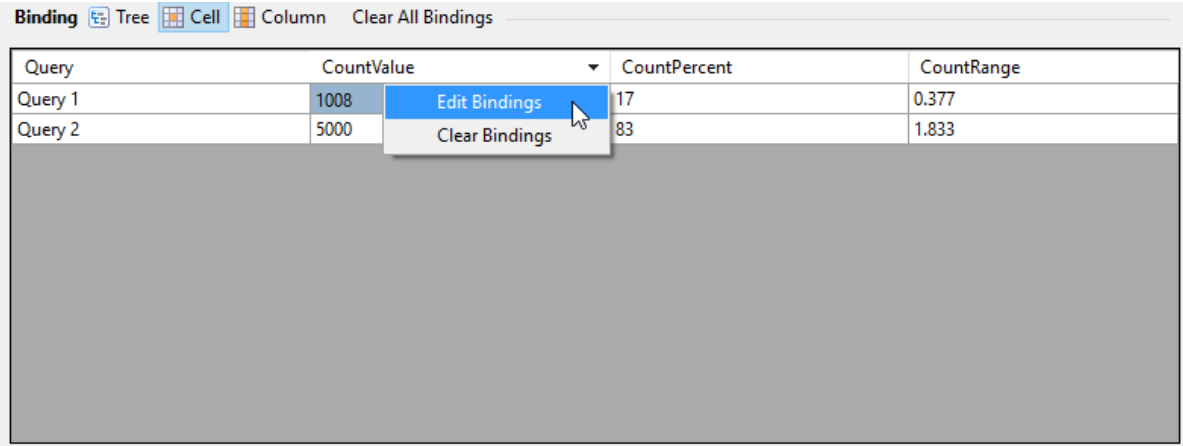 Binding Tree Cell Column Clear All Bindings
Query CountValue CountPercent CountRange
Query 1 1008 Edit Bindings 17 0.377
Query 2 5000 Clear Bindings 83 1.833